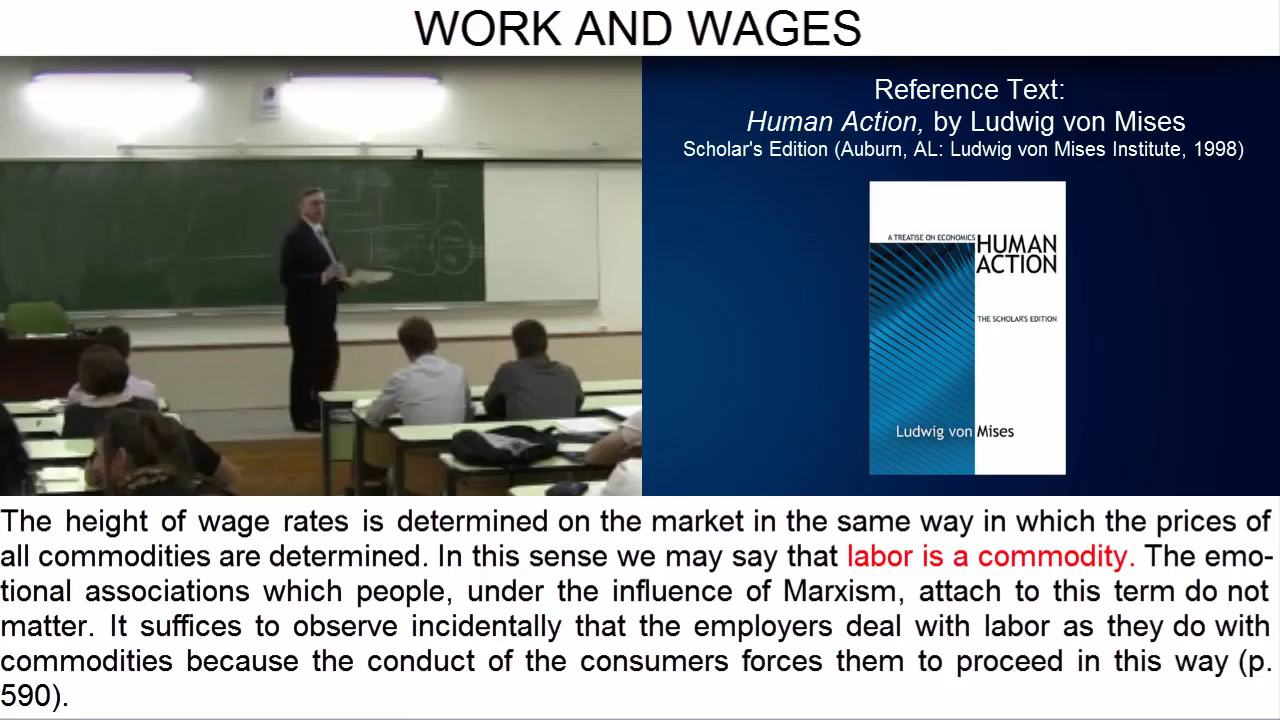 WORK AND WAGES
Reference Text:
Human Action, by Ludwig von Mises
Scholar's Edition (Auburn, AL: Ludwig von Mises Institute, 1998)
A TREATISE ON ECONOMICS
HUMAN
ACTION
THE SCHOLAR'S EDITION
Ludwig von Mises
The height of wage rates is determined on the market in the same way in which the prices of
all commodities are determined. In this sense we may say that labor is a commodity. The emo-
tional associations which people, under the influence of Marxism, attach to this term do not
matter. It suffices to observe incidentally that the employers deal with labor as they do with
commodities because the conduct of the consumers forces them to proceed in this way (p.
590).